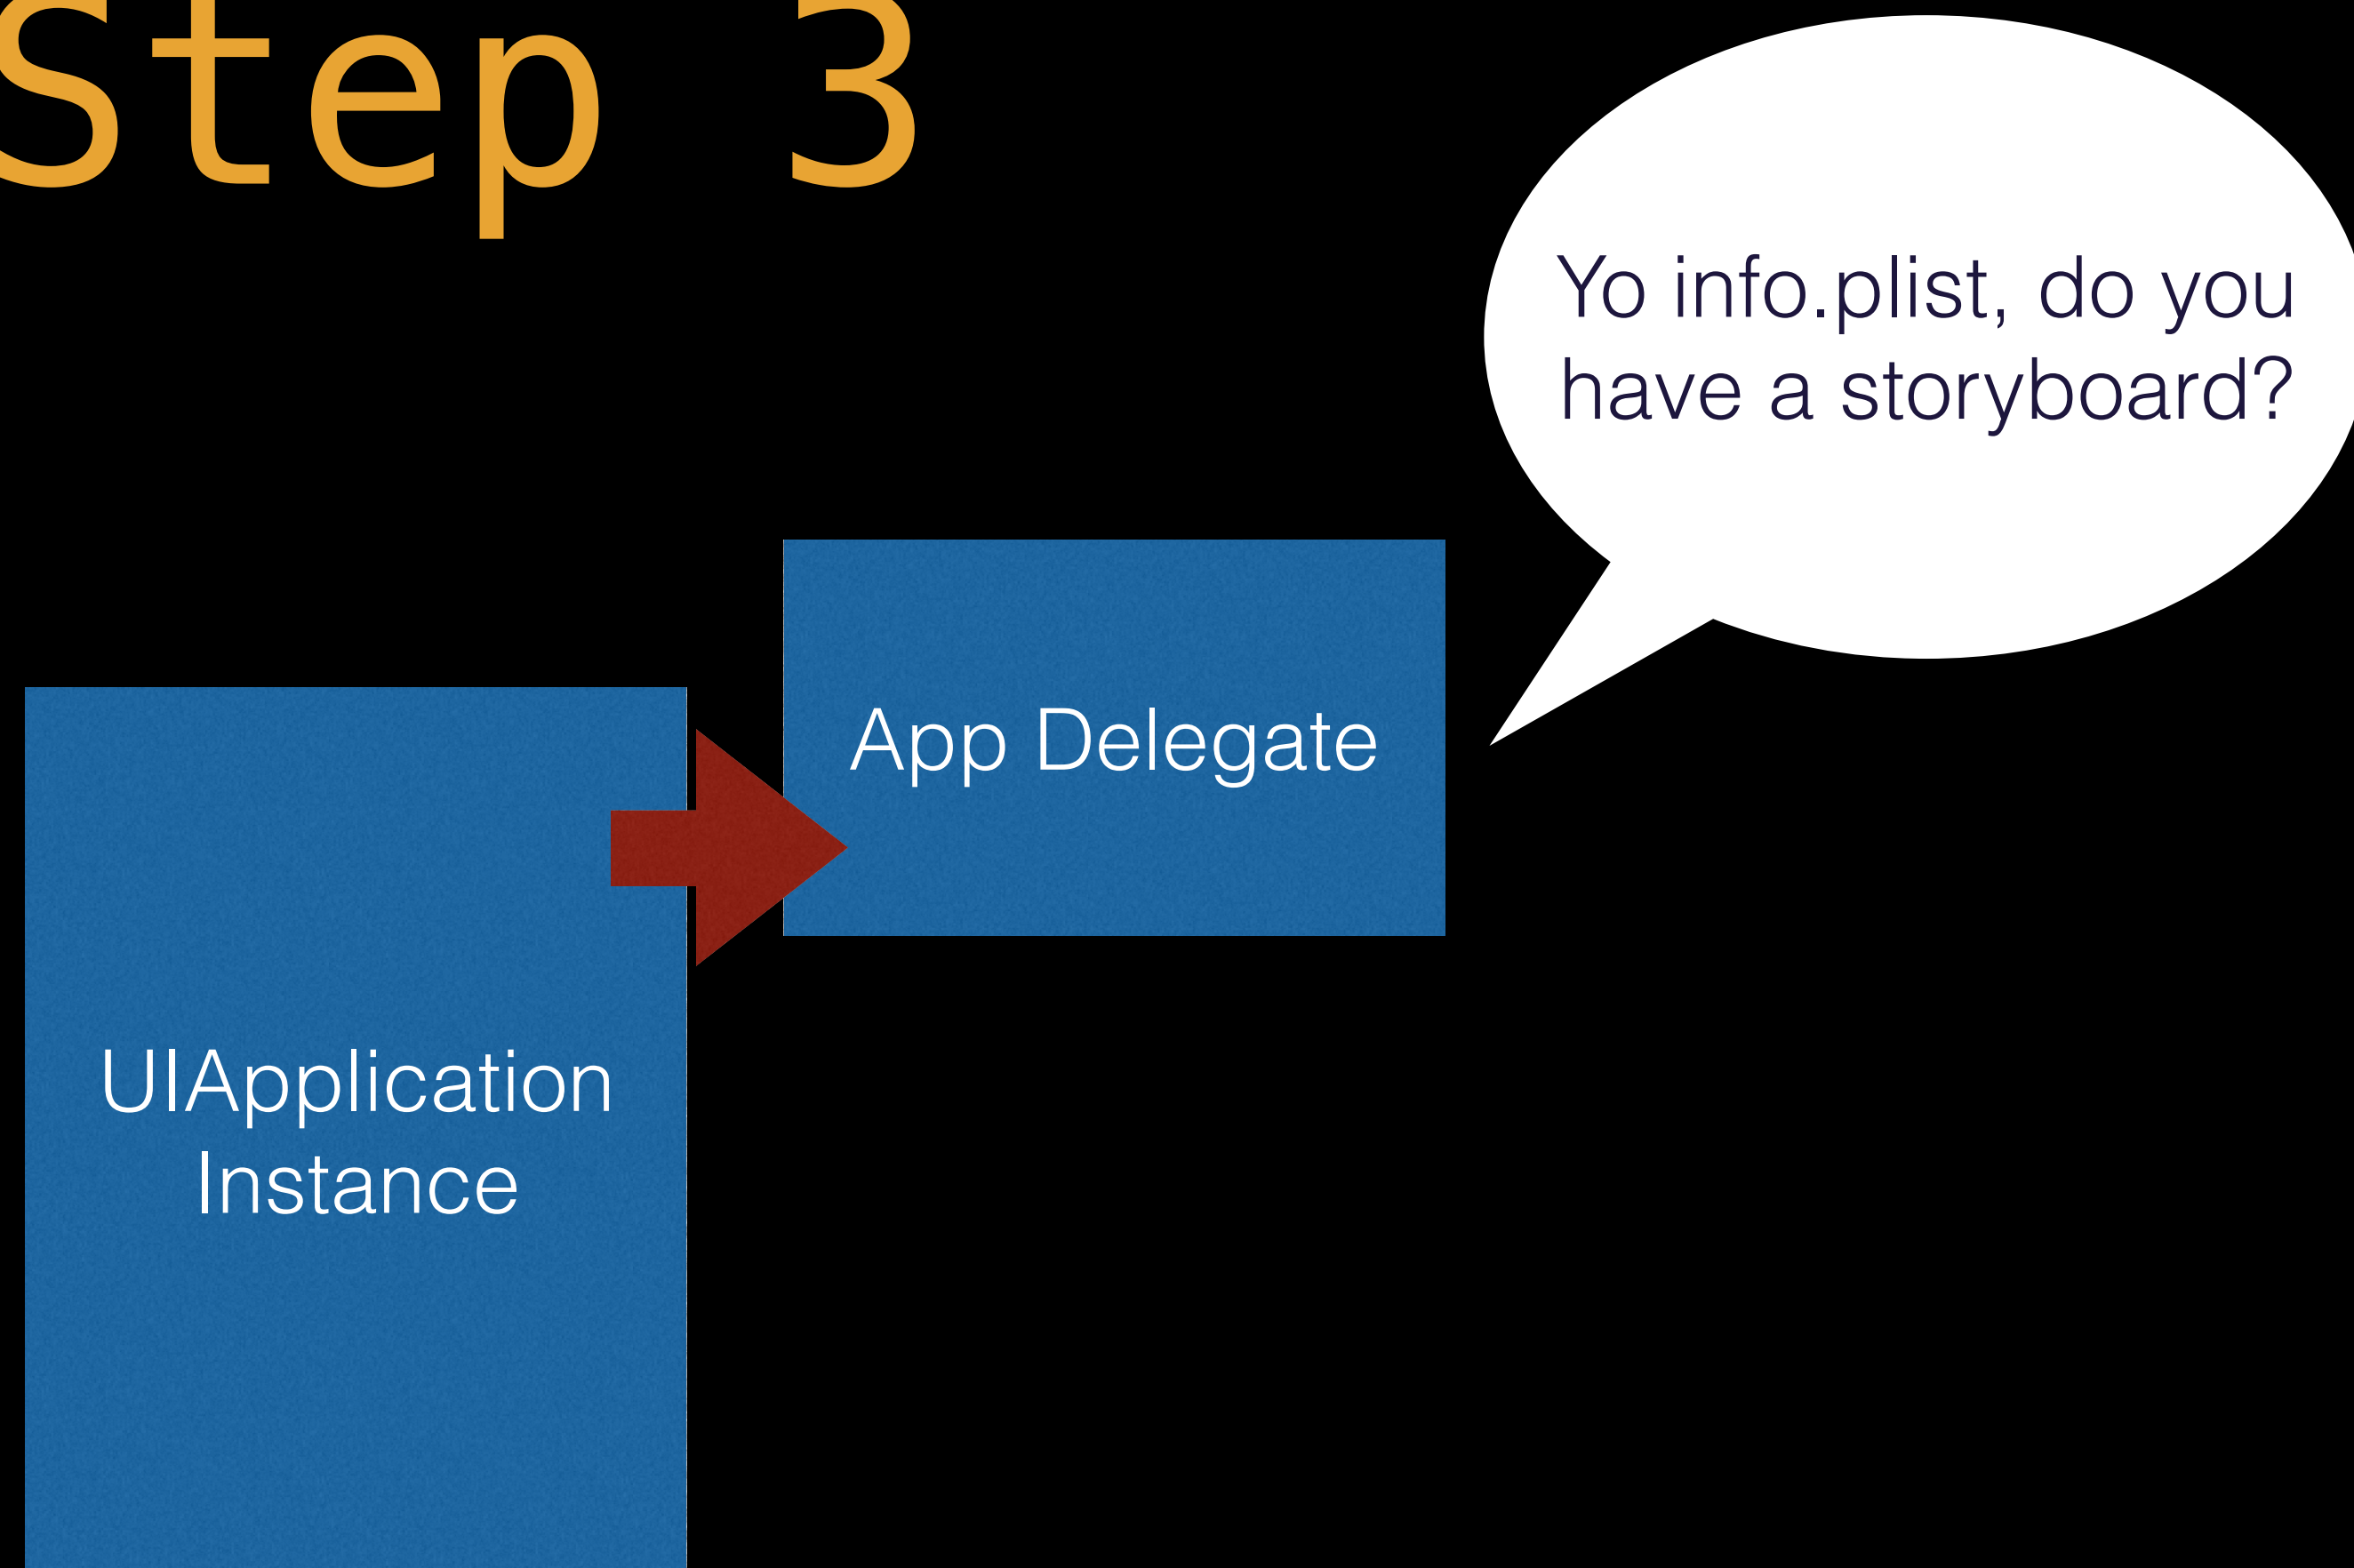 Step 3
Yo info.plist, do you
have a storyboard?
App Delegate
UIApplication
Instance